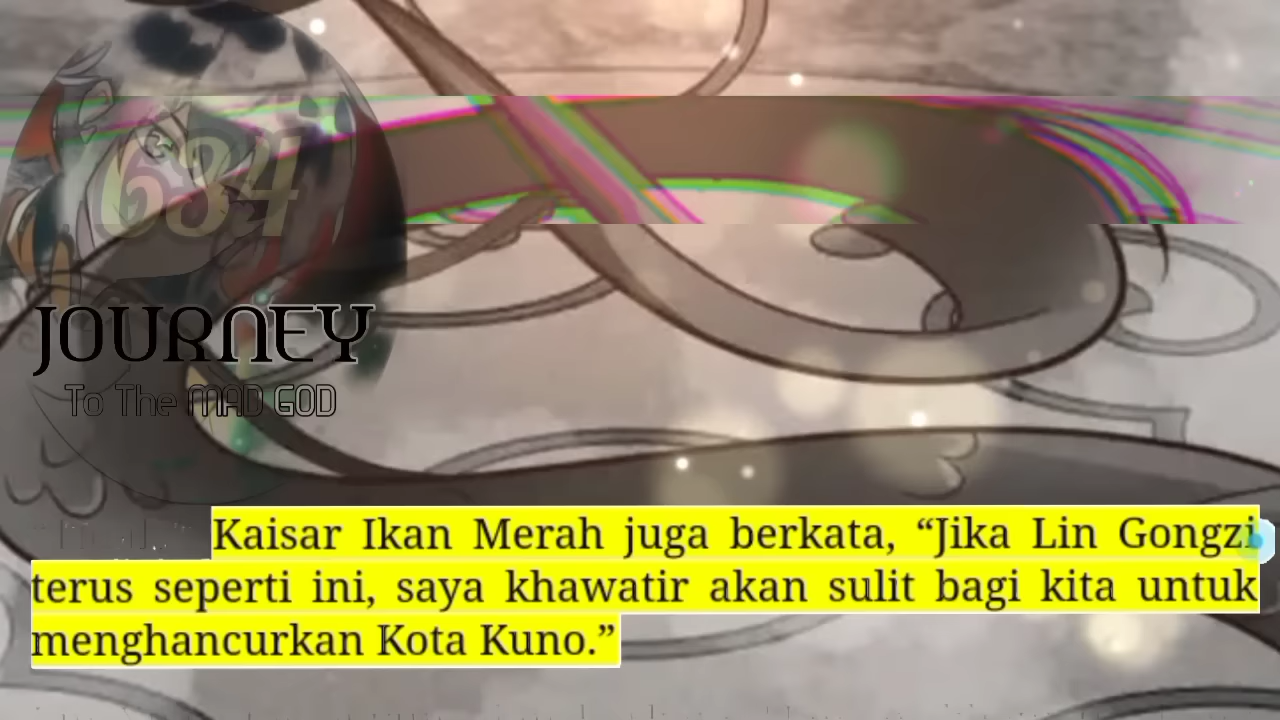 634
JOURNEY
To The MAD GOD
Kaisar Ikan Merah juga berkata, “Jika Lin Gongzi
terus seperti ini, saya khawatir akan sulit bagi kita untuk
menghancurkan Kota Kuno.”